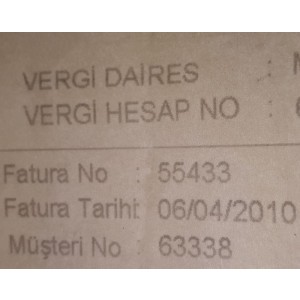 VERGİ DAİRES :
VERGİ HESAP NO :
Fatura No : 55433
Fatura Tarihi: 06/04/2010
Müşteri No : 63338